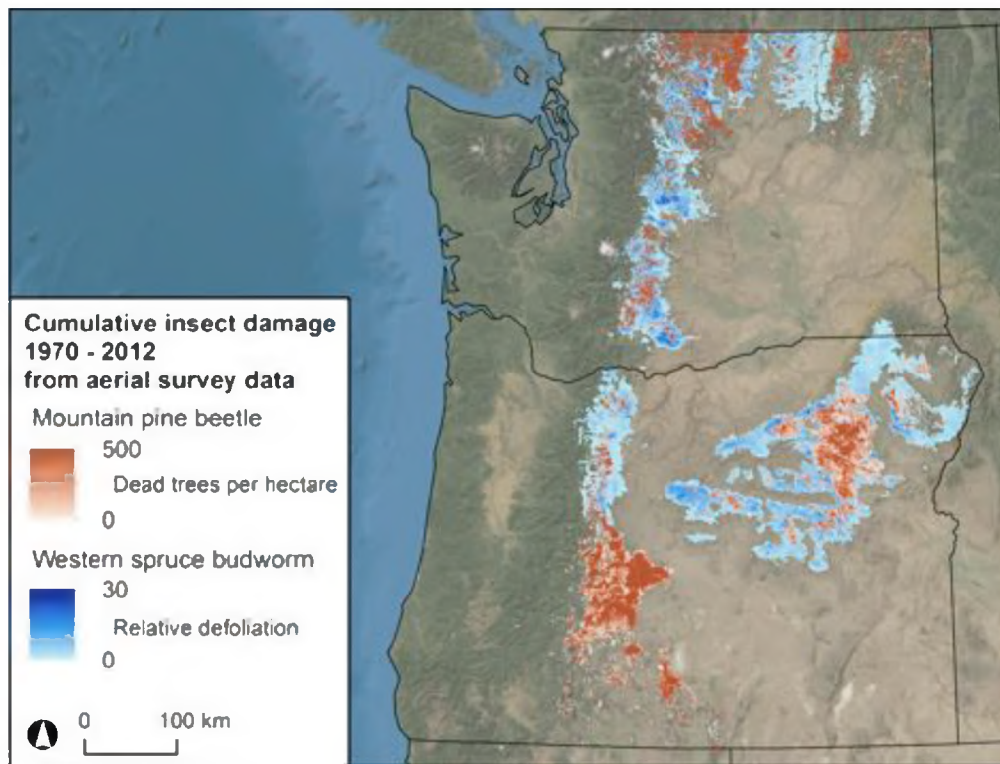 Cumulative insect damage
1970 - 2012
from aerial survey data
Mountain pine beetle
500
Dead trees per hectare
0
Western spruce budworm
30
Relative defoliation
0
0 100 km